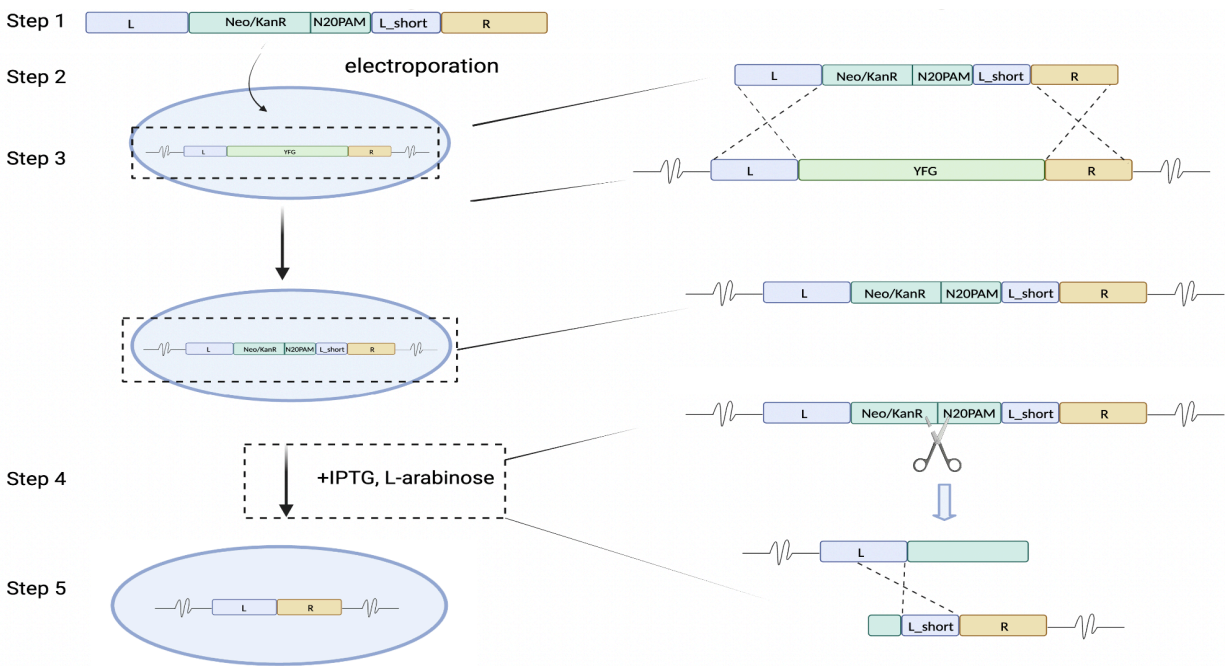 Step 1
L Neo/KanR N20PAM L_short R
electroporation
Step 2
L Neo/KanR N20PAM L_short R
Step 3
L YFG R
L YFG R
L Neo/KanR N20PAM L_short R
L Neo/KanR N20PAM L_short R
L Neo/KanR N20PAM L_short R
Step 4
+IPTG, L-arabinose
L
Step 5
L R
L_short R